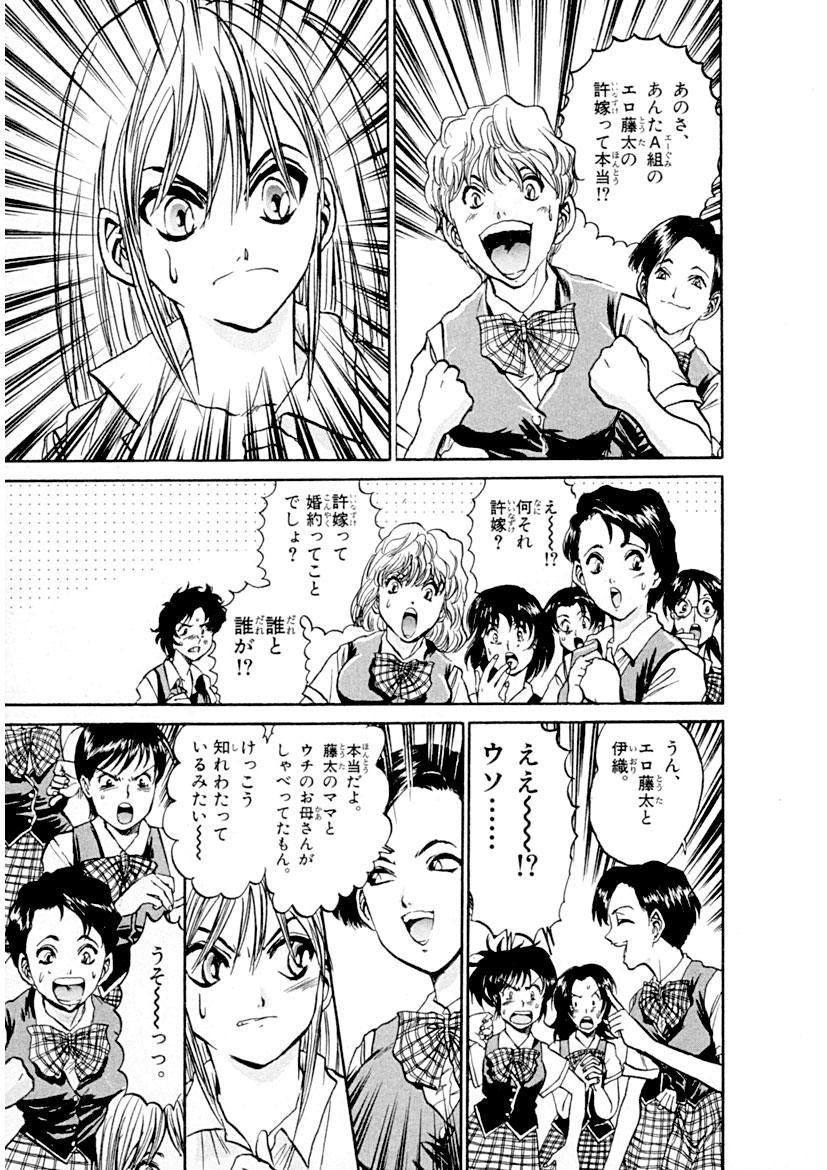 あのさ、
あんたA組の
エロ藤太の
許嫁って本当!?
え〜〜!?
何それ
許嫁?
許嫁って
婚約ってこと
でしょ?
誰と
誰が!?
うん、
エロ藤太と
伊織。
ええ〜〜〜!?
ウソ……
本当だよ。
藤太のママと
ウチのお母さんが
しゃべってたもん。
けっこう
知れわたって
いるみたい〜〜
うそ〜〜っっ。